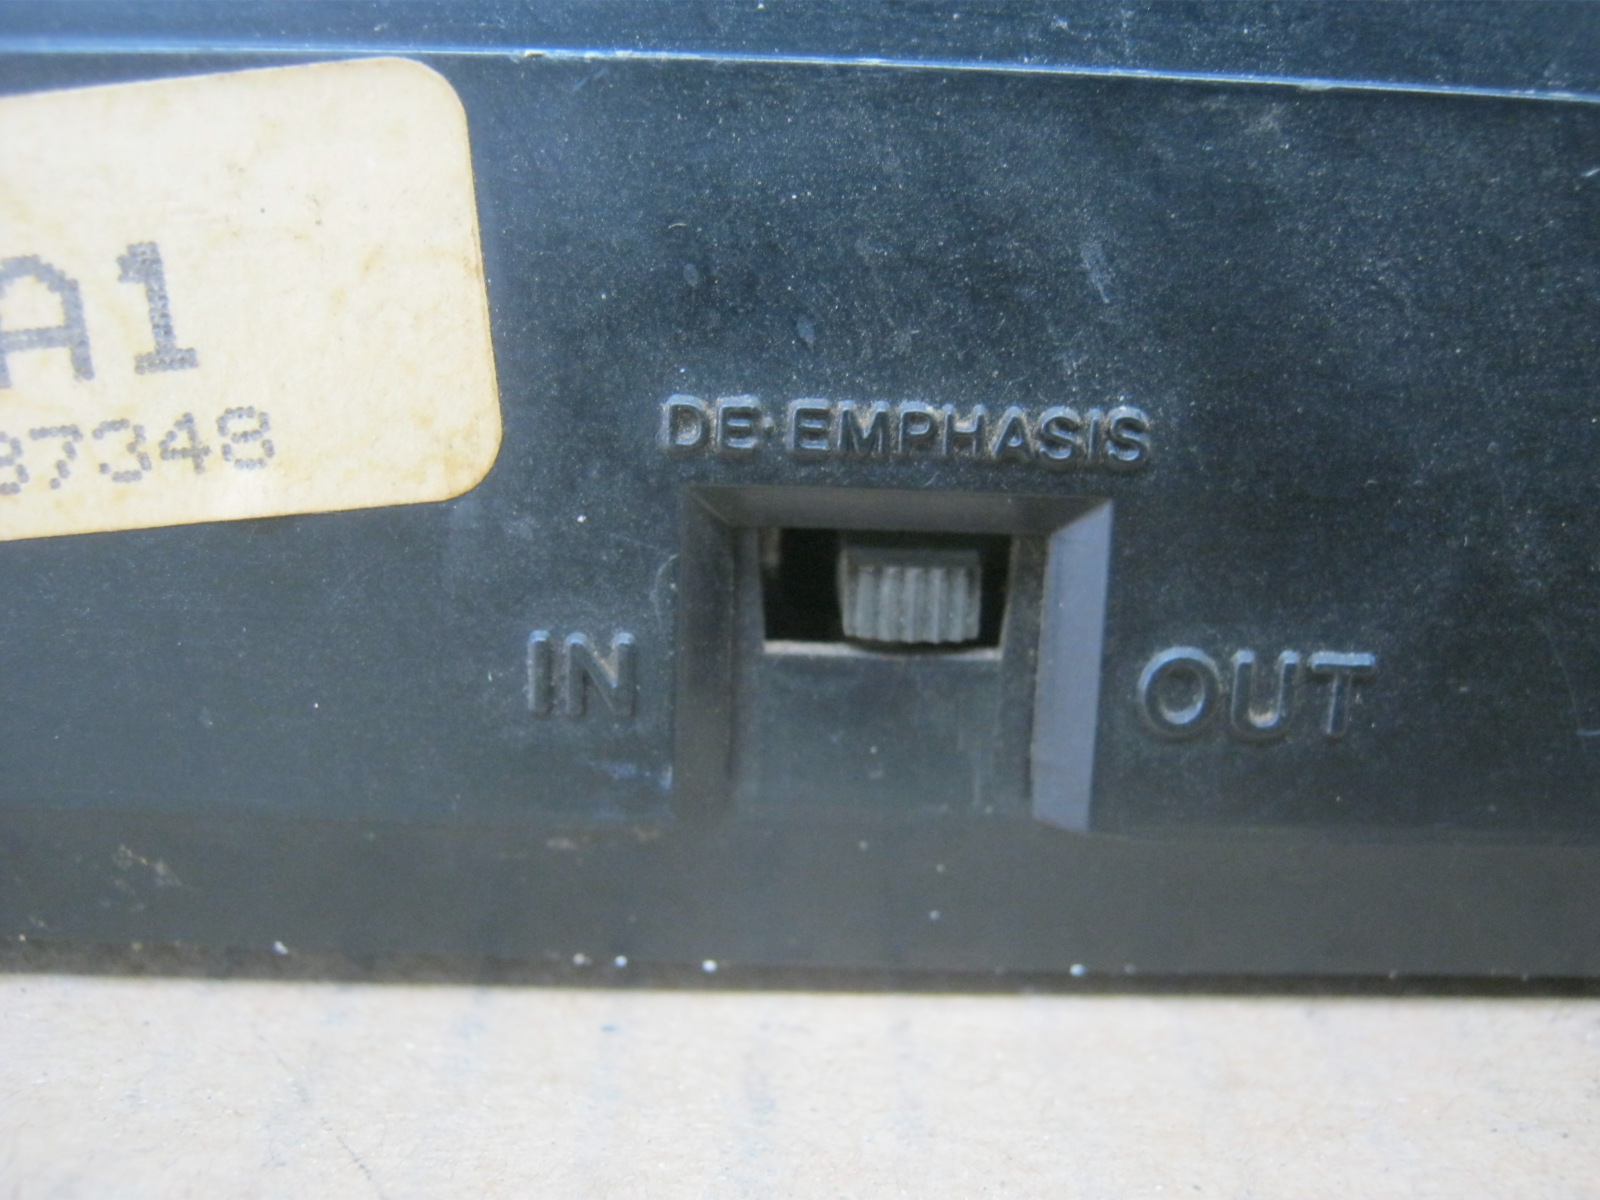 A1
87348
DE-EMPHASIS
IN
OUT